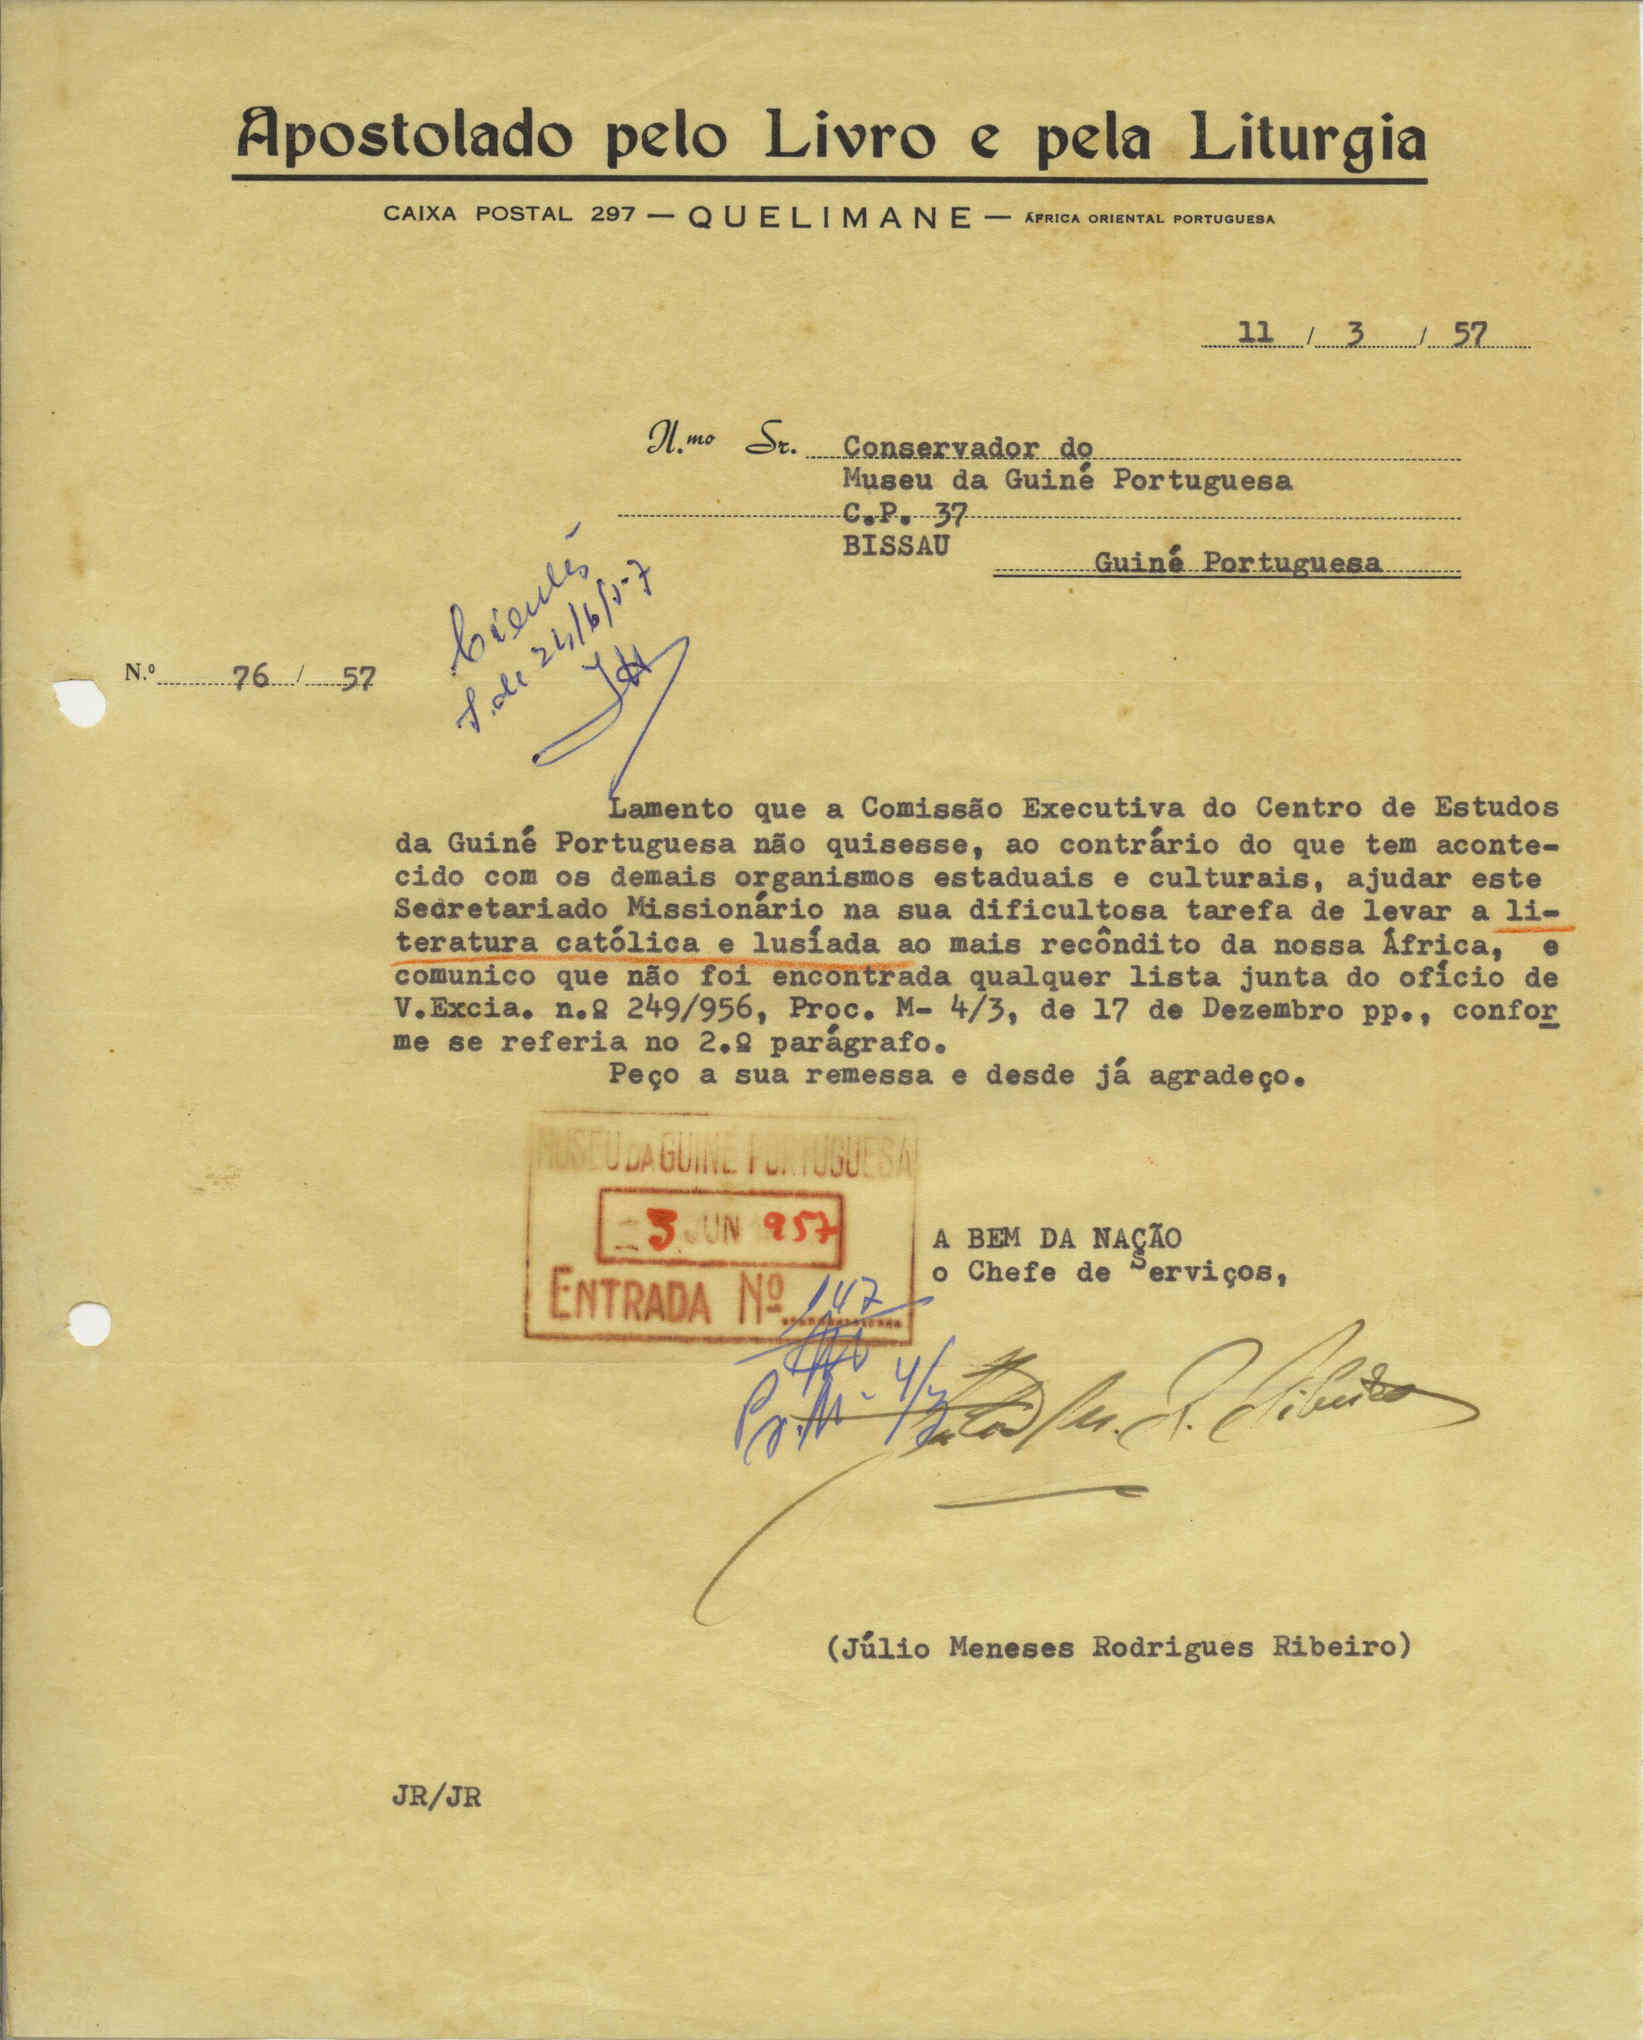 Apostolado pelo Livro e pela Liturgia
CAIXA POSTAL 297 — QUELIMANE — ÁFRICA ORIENTAL PORTUGUESA
11 / 3 / 57
Il.mo Sr. Conservador do
Museu da Guiné Portuguesa
C.P. 37
BISSAU
Guiné Portuguesa
N.º 76 / 57
24/6/57
Lamento que a Comissão Executiva do Centro de Estudos
da Guiné Portuguesa não quisesse, ao contrário do que tem aconte-
cido com os demais organismos estaduais e culturais, ajudar este
Secretariado Missionário na sua dificultosa tarefa de levar a li-
teratura católica e lusíada ao mais recôndito da nossa África, e
comunico que não foi encontrada qualquer lista junta do ofício de
V.Excia. n.º 249/956, Proc. M- 4/3, de 17 de Dezembro pp., confor
me se referia no 2.º parágrafo.
Peço a sua remessa e desde já agradeço.
MUSEU DA GUINÉ PORTUGUESA
-3 JUN 957
ENTRADA Nº 147
A BEM DA NAÇÃO
o Chefe de Serviços,
4/3
(Júlio Meneses Rodrigues Ribeiro)
JR/JR